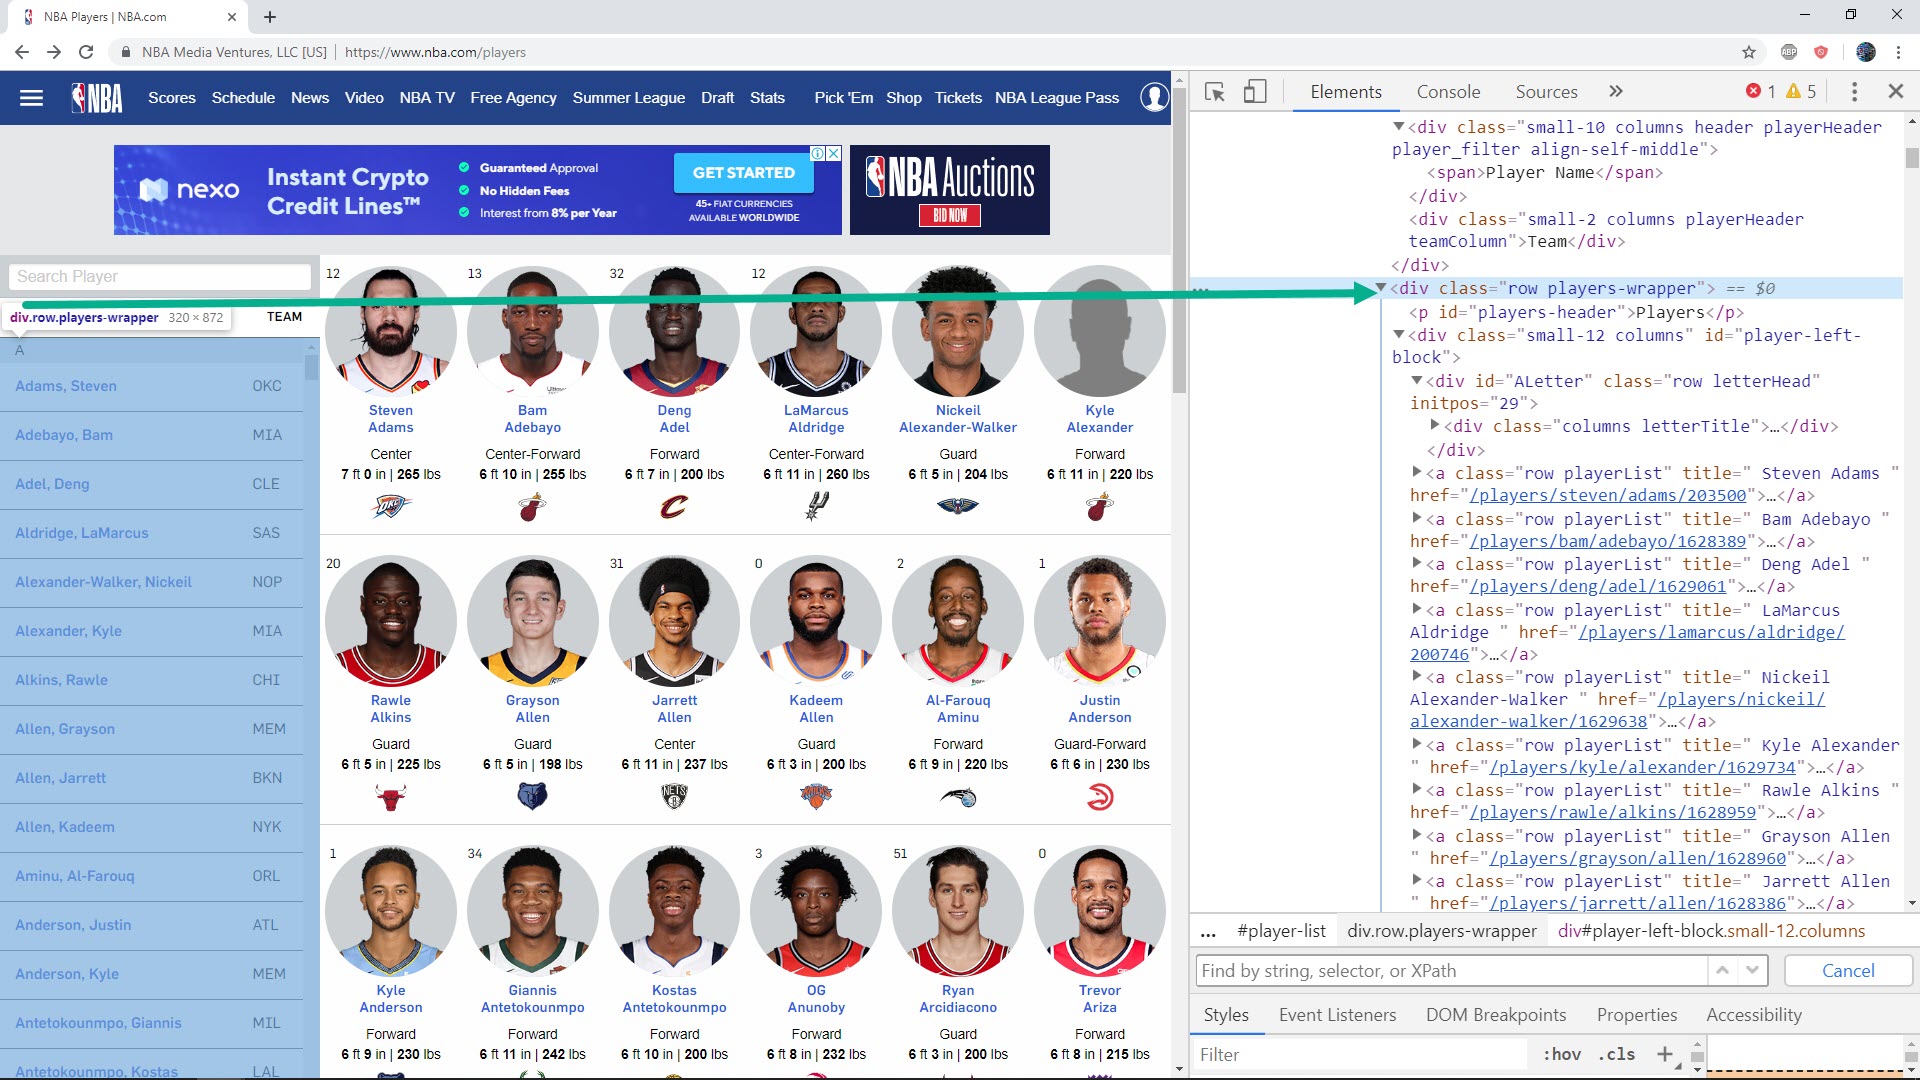 NBA Players | NBA.com
NBA Media Ventures, LLC [US] | https://www.nba.com/players
ABP
NBA Scores Schedule News Video NBA TV Free Agency Summer League Draft Stats Pick 'Em Shop Tickets NBA League Pass
nexo
Instant Crypto
Credit Lines™
Guaranteed Approval
No Hidden Fees
Interest from 8% per Year
GET STARTED
45+ FIAT CURRENCIES
AVAILABLE WORLDWIDE
NBA Auctions
BID NOW
Search Player
div.row.players-wrapper 320 × 872
TEAM
A
Adams, Steven OKC
Adebayo, Bam MIA
Adel, Deng CLE
Aldridge, LaMarcus SAS
Alexander-Walker, Nickeil NOP
Alexander, Kyle MIA
Alkins, Rawle CHI
Allen, Grayson MEM
Allen, Jarrett BKN
Allen, Kadeem NYK
Aminu, Al-Farouq ORL
Anderson, Justin ATL
Anderson, Kyle MEM
Antetokounmpo, Giannis MIL
Antetokounmpo, Kostas LAL
12 13 32 12
Steven Bam Deng LaMarcus Nickeil Kyle
Adams Adebayo Adel Aldridge Alexander-Walker Alexander
Center Center-Forward Forward Center-Forward Guard Forward
7 ft 0 in | 265 lbs 6 ft 10 in | 255 lbs 6 ft 7 in | 200 lbs 6 ft 11 in | 260 lbs 6 ft 5 in | 204 lbs 6 ft 11 in | 220 lbs
20 31 0 2 1
Rawle Grayson Jarrett Kadeem Al-Farouq Justin
Alkins Allen Allen Allen Aminu Anderson
Guard Guard Center Guard Forward Guard-Forward
6 ft 5 in | 225 lbs 6 ft 5 in | 198 lbs 6 ft 11 in | 237 lbs 6 ft 3 in | 200 lbs 6 ft 9 in | 220 lbs 6 ft 6 in | 230 lbs
1 34 3 51 0
Kyle Giannis Kostas OG Ryan Trevor
Anderson Antetokounmpo Antetokounmpo Anunoby Arcidiacono Ariza
Forward Forward Forward Forward Guard Forward
6 ft 9 in | 230 lbs 6 ft 11 in | 242 lbs 6 ft 10 in | 200 lbs 6 ft 8 in | 232 lbs 6 ft 3 in | 200 lbs 6 ft 8 in | 215 lbs
Elements Console Sources » 1 5
<div class="small-10 columns header playerHeader
player_filter align-self-middle">
<span>Player Name</span>
</div>
<div class="small-2 columns playerHeader
teamColumn">Team</div>
</div>
<div class="row players-wrapper"> == $0
<p id="players-header">Players</p>
<div class="small-12 columns" id="player-left-
block">
<div id="ALetter" class="row letterHead"
initpos="29">
<div class="columns letterTitle">…</div>
</div>
<a class="row playerList" title=" Steven Adams "
href="/players/steven/adams/203500">…</a>
<a class="row playerList" title=" Bam Adebayo "
href="/players/bam/adebayo/1628389">…</a>
<a class="row playerList" title=" Deng Adel "
href="/players/deng/adel/1629061">…</a>
<a class="row playerList" title=" LaMarcus
Aldridge " href="/players/lamarcus/aldridge/
200746">…</a>
<a class="row playerList" title=" Nickeil
Alexander-Walker " href="/players/nickeil/
alexander-walker/1629638">…</a>
<a class="row playerList" title=" Kyle Alexander
" href="/players/kyle/alexander/1629734">…</a>
<a class="row playerList" title=" Rawle Alkins "
href="/players/rawle/alkins/1628959">…</a>
<a class="row playerList" title=" Grayson Allen
" href="/players/grayson/allen/1628960">…</a>
<a class="row playerList" title=" Jarrett Allen
" href="/players/jarrett/allen/1628386">…</a>
... #player-list div.row.players-wrapper div#player-left-block.small-12.columns
Find by string, selector, or XPath Cancel
Styles Event Listeners DOM Breakpoints Properties Accessibility
Filter :hov .cls +